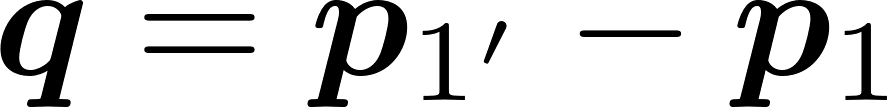 q = p₁′ − p₁